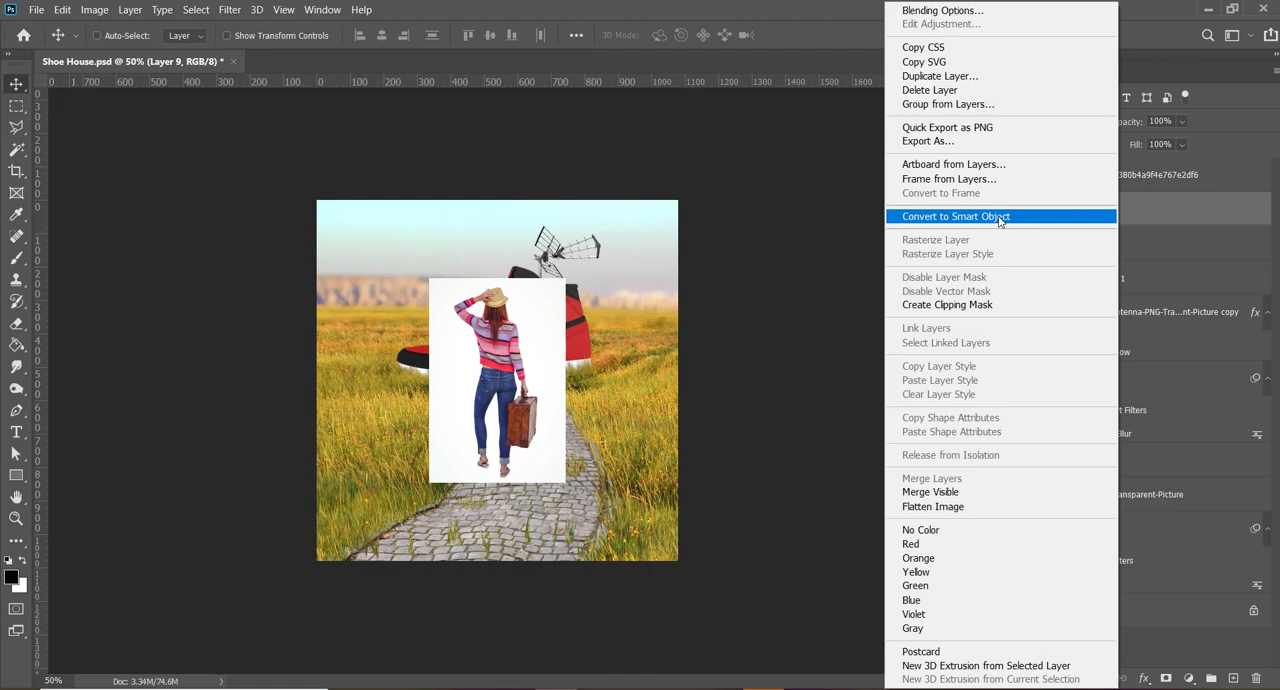 Ps File Edit Image Layer Type Select Filter 3D View Window Help
Auto-Select: Layer Show Transform Controls 3D Mode:
Shoe House.psd @ 50% (Layer 9, RGB/8) *
Blending Options...
Edit Adjustment...
Copy CSS
Copy SVG
Duplicate Layer...
Delete Layer
Group from Layers...
Quick Export as PNG
Export As...
Artboard from Layers...
Frame from Layers...
Convert to Frame
Convert to Smart Object
Rasterize Layer
Rasterize Layer Style
Disable Layer Mask
Disable Vector Mask
Create Clipping Mask
Link Layers
Select Linked Layers
Copy Layer Style
Paste Layer Style
Clear Layer Style
Copy Shape Attributes
Paste Shape Attributes
Release from Isolation
Merge Layers
Merge Visible
Flatten Image
No Color
Red
Orange
Yellow
Green
Blue
Violet
Gray
Postcard
New 3D Extrusion from Selected Layer
New 3D Extrusion from Current Selection
pacity: 100%
Fill: 100%
380b4a9f4e767e2df6
1
tenna-PNG-Tra...nt-Picture copy fx
ow
t Filters
Blur
ansparent-Picture
ters
50% Doc: 3.34M/74.6M